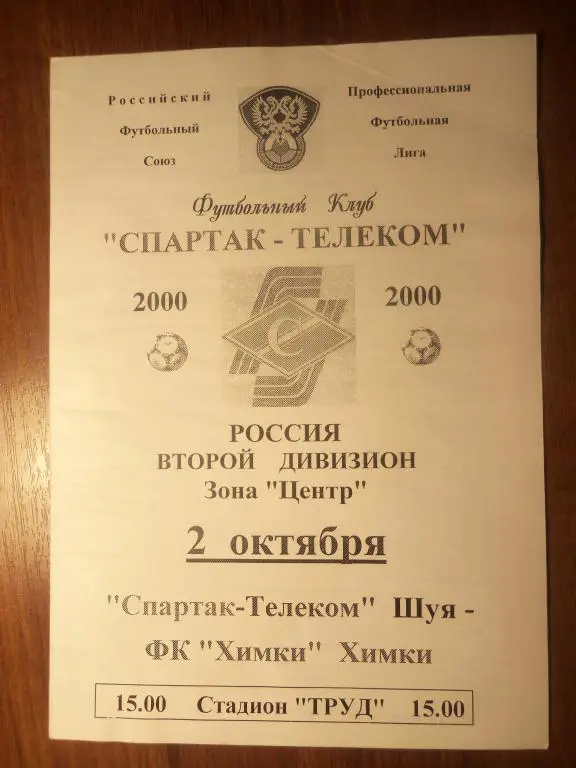 Российский
Футбольный
Союз
Профессиональная
Футбольная
Лига
Футбольный Клуб
"СПАРТАК - ТЕЛЕКОМ"
2000
2000
С
РОССИЯ
ВТОРОЙ ДИВИЗИОН
Зона "Центр"
2 октября
"Спартак-Телеком" Шуя -
ФК "Химки" Химки
15.00 Стадион "ТРУД" 15.00